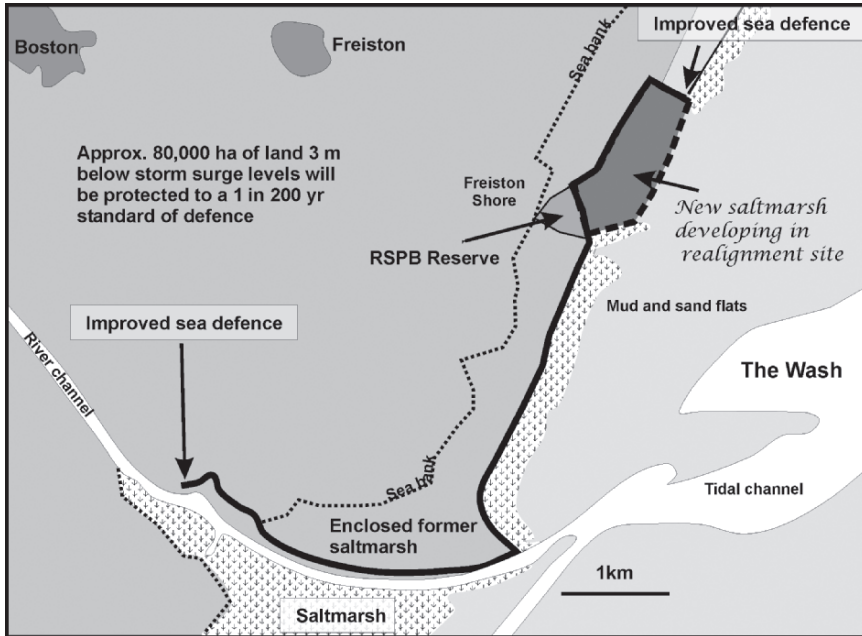 Improved sea defence
Boston
Freiston
Sea bank
Approx. 80,000 ha of land 3 m
below storm surge levels will
be protected to a 1 in 200 yr
standard of defence
Freiston
Shore
New saltmarsh
developing in
realignment site
RSPB Reserve
Mud and sand flats
Improved sea defence
River channel
The Wash
Sea bank
Tidal channel
Enclosed former
saltmarsh
1km
Saltmarsh